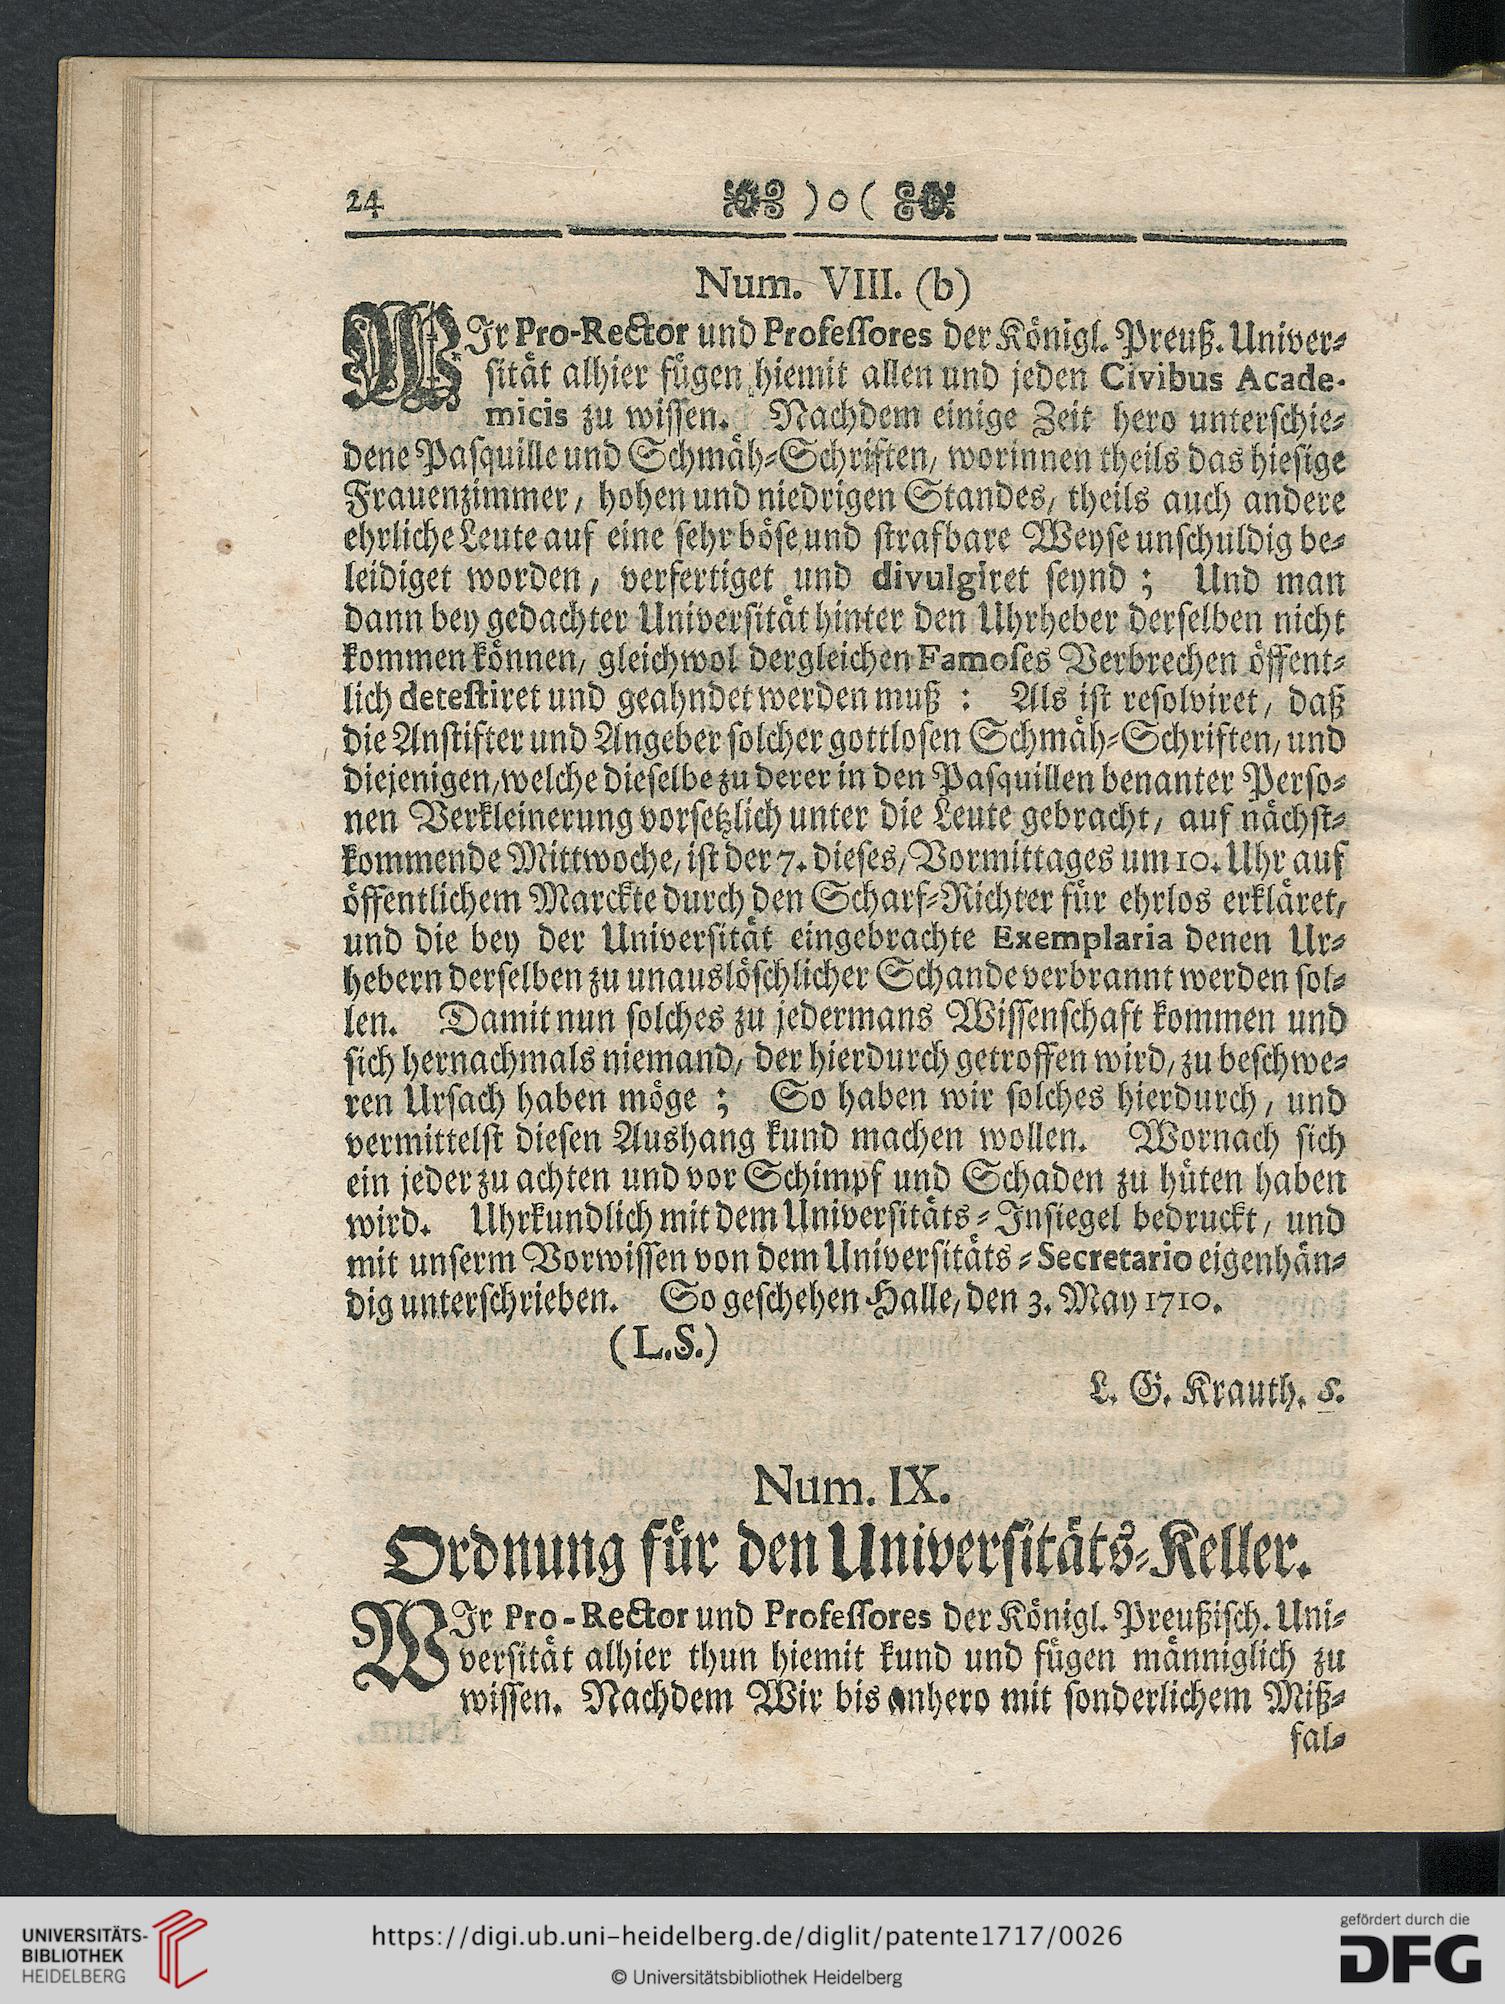 24 )o(
Num. VIII. (b)
WIr Pro-Rector und Professores der Königl. Preuß. Univer-
sität alhier fügen hiemit allen und jeden Civibus Acade-
micis zu wissen. Nachdem einige Zeit hero unterschie-
dene Pasquille und Schmäh-Schriften, worinnen theils das hiesige
Frauenzimmer, hohen und niedrigen Standes, theils auch andere
ehrliche Leute auf eine sehr böse und strafbare Weyse unschuldig be-
leidiget worden, verfertiget und divulgiret seynd; Und man
dann bey gedachter Universität hinter den Uhrheber derselben nicht
kommen können, gleichwol dergleichen Famoses Verbrechen öffent-
lich detestiret und geahndet werden muß: Als ist resolviret, daß
die Anstifter und Angeber solcher gottlosen Schmäh-Schriften, und
diejenigen, welche dieselbe zu derer in den Pasquillen benanter Perso-
nen Verkleinerung vorsetzlich unter die Leute gebracht, auf nächst-
kommende Mittwoche, ist der 7. dieses, Vormittages um 10. Uhr auf
öffentlichem Marckte durch den Scharf-Richter für ehrlos erkläret,
und die bey der Universität eingebrachte Exemplaria denen Ur-
hebern derselben zu unauslöschlicher Schande verbrannt werden sol-
len. Damit nun solches zu jedermans Wissenschaft kommen und
sich hernachmals niemand, der hierdurch getroffen wird, zu beschwe-
ren Ursach haben möge; So haben wir solches hierdurch, und
vermittelst diesen Aushang kund machen wollen. Wornach sich
ein jeder zu achten und vor Schimpf und Schaden zu hüten haben
wird. Uhrkundlich mit dem Universitäts-Insiegel bedruckt, und
mit unserm Vorwissen von dem Universitäts-Secretario eigenhän-
dig unterschrieben. So geschehen Halle, den 3. May 1710.
(L.S.)
L. G. Krauth. S.
Num. IX.
Ordnung für den Universitäts-Keller.
WIr Pro-Rector und Professores der Königl. Preußisch. Uni-
versität alhier thun hiemit kund und fügen männiglich zu
wissen. Nachdem Wir bis anhero mit sonderlichem Miß-
fal-
UNIVERSITÄTS-
BIBLIOTHEK
HEIDELBERG
https://digi.ub.uni-heidelberg.de/diglit/patente1717/0026
© Universitätsbibliothek Heidelberg
gefördert durch die
DFG